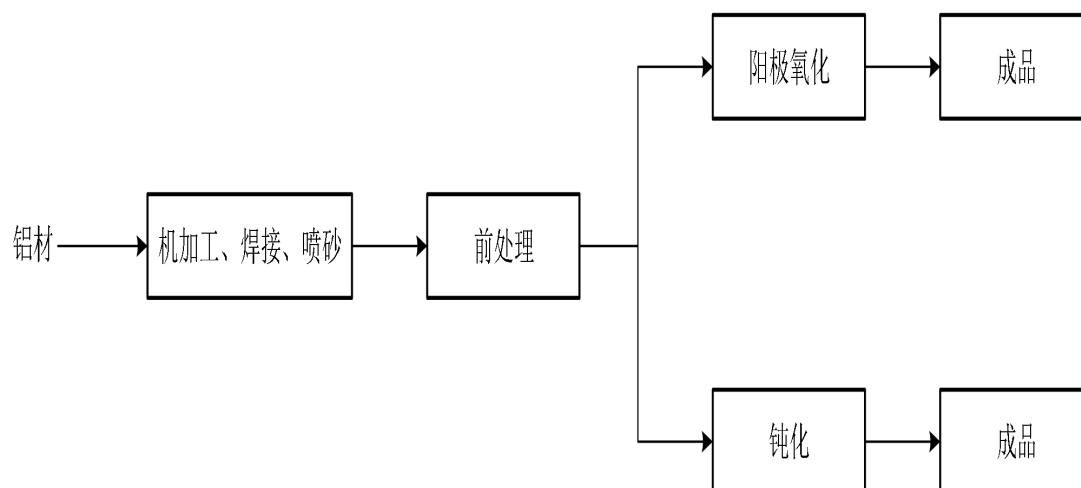 铝材
机加工、焊接、喷砂
前处理
阳极氧化
成品
钝化
成品